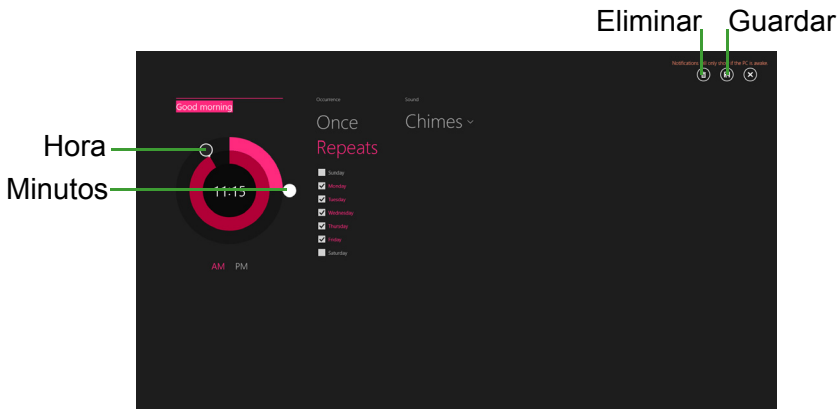 Eliminar Guardar
Notifications will only show if the PC is awake
Good morning
Occurrence
Sound
Once
Chimes
Repeats
Hora
Minutos
11:15
Sunday
Monday
Tuesday
Wednesday
Thursday
Friday
Saturday
AM PM